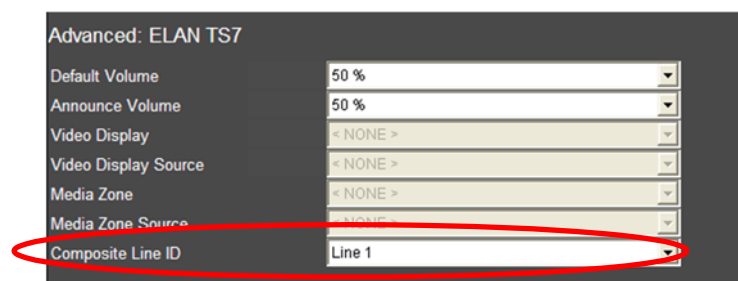 Advanced: ELAN TS7
Default Volume 50 %
Announce Volume 50 %
Video Display < NONE >
Video Display Source < NONE >
Media Zone < NONE >
Media Zone Source < NONE >
Composite Line ID Line 1